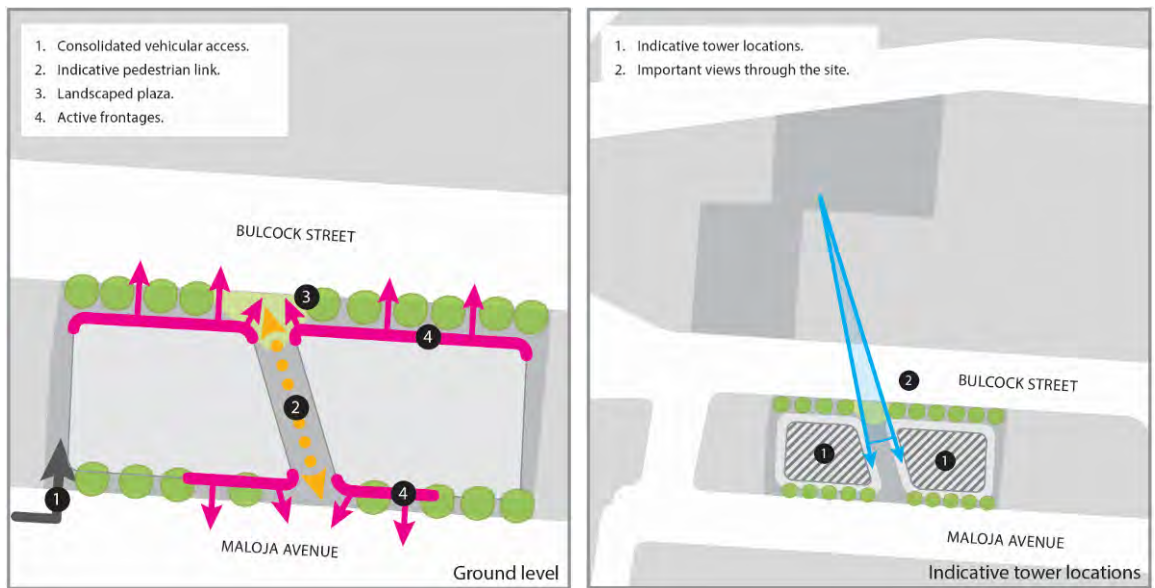 1. Consolidated vehicular access.
2. Indicative pedestrian link.
3. Landscaped plaza.
4. Active frontages.
BULCOCK STREET
3
4
2
1
4
MALOJA AVENUE
Ground level
1. Indicative tower locations.
2. Important views through the site.
2
BULCOCK STREET
1
1
MALOJA AVENUE
Indicative tower locations